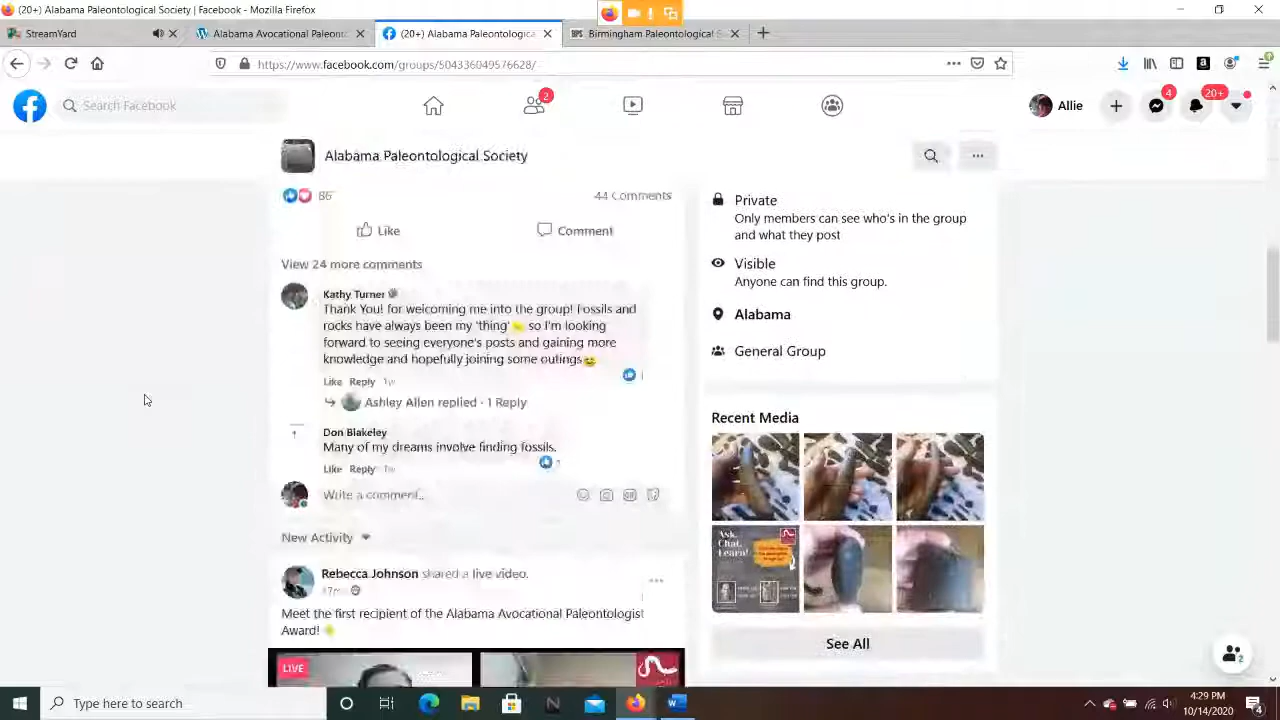 (20+) Alabama Paleontological Society | Facebook - Mozilla Firefox
StreamYard
Alabama Avocational Paleont
(20+) Alabama Paleontologica
Birmingham Paleontological S
https://www.facebook.com/groups/504336049576628/
Search Facebook
2
Allie
4
20+
Alabama Paleontological Society
86
44 Comments
Like
Comment
View 24 more comments
Kathy Turner
Thank You! for welcoming me into the group! Fossils and
rocks have always been my 'thing' so I'm looking
forward to seeing everyone's posts and gaining more
knowledge and hopefully joining some outings
Like Reply 1w
Ashley Allen replied · 1 Reply
Don Blakeley
Many of my dreams involve finding fossils.
Like Reply 1w
Write a comment..
New Activity
Rebecca Johnson shared a live video.
Meet the first recipient of the Alabama Avocational Paleontologist
Award!
LIVE
Private
Only members can see who's in the group
and what they post
Visible
Anyone can find this group.
Alabama
General Group
Recent Media
Ask.
Chat.
Learn!
See All
Type here to search
4:29 PM
10/14/2020